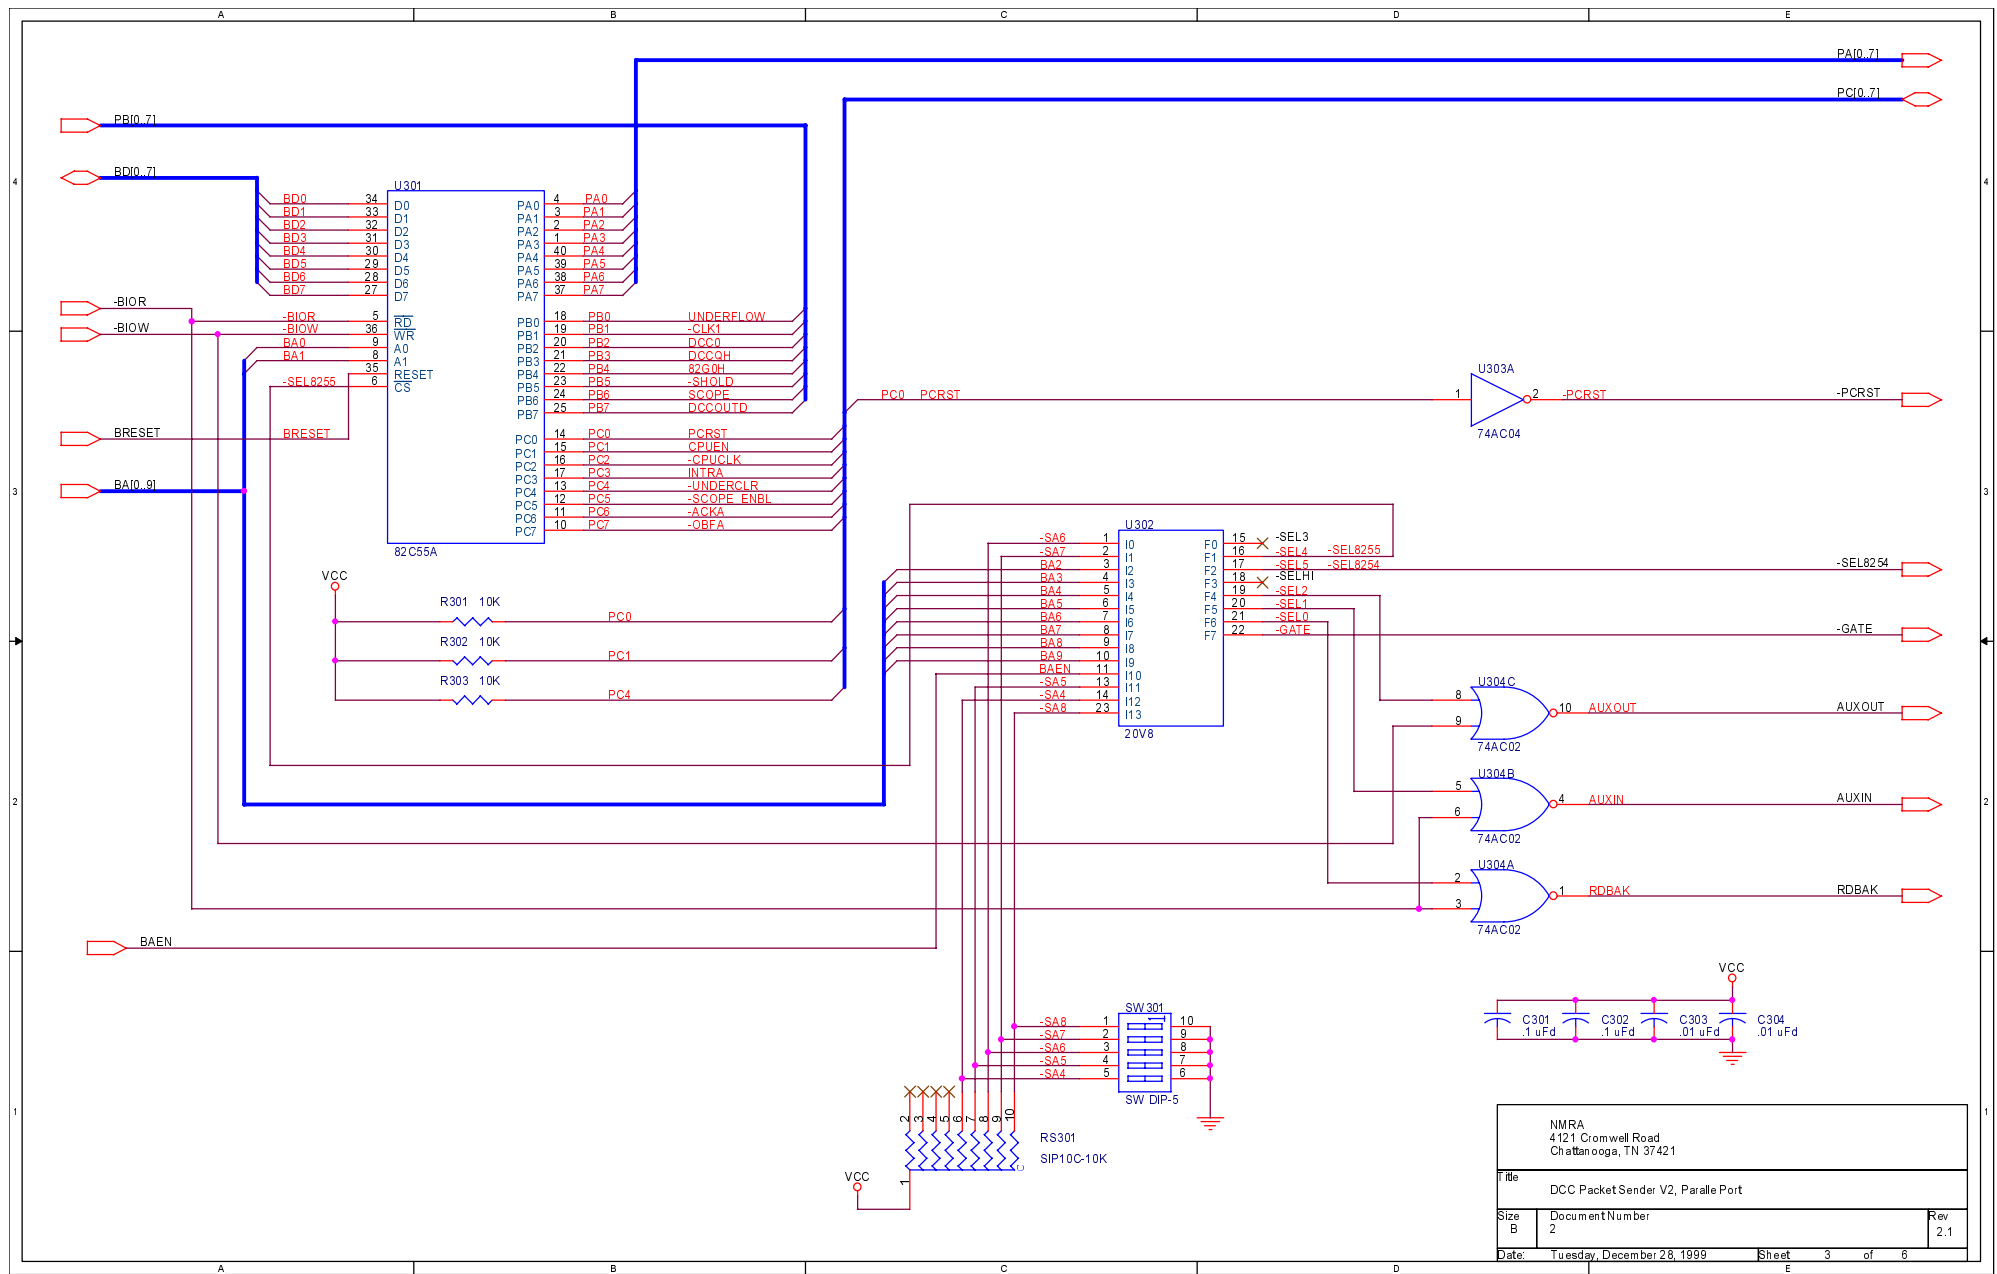 A B C D E
PA[0..7]
PC[0..7]
PB[0..7]
BD[0..7]
4 4
U301
BD0 34 D0 PA0 4 PA0
BD1 33 D1 PA1 3 PA1
BD2 32 D2 PA2 2 PA2
BD3 31 D3 PA3 1 PA3
BD4 30 D4 PA4 40 PA4
BD5 29 D5 PA5 39 PA5
BD6 28 D6 PA6 38 PA6
BD7 27 D7 PA7 37 PA7
-BIOR
-BIOR 5 RD PB0 18 PB0 UNDERFLOW
-BIOW
-BIOW 36 WR PB1 19 PB1 -CLK1
BA0 9 A0 PB2 20 PB2 DCC0
BA1 8 A1 PB3 21 PB3 DCCQH
35 RESET PB4 22 PB4 82G0H
-SEL8255 6 CS PB5 23 PB5 -SHOLD
PB6 24 PB6 SCOPE
PB7 25 PB7 DCCOUTD
BRESET BRESET
PC0 14 PC0 PCRST
PC1 15 PC1 CPUEN
PC2 16 PC2 -CPUCLK
PC3 17 PC3 INTRA
PC4 13 PC4 -UNDERCLR
PC5 12 PC5 -SCOPE_ENBL
PC6 11 PC6 -ACKA
PC7 10 PC7 -OBFA
82C55A
BA[0..9]
3 3
PC0 PCRST
U303A
1 2 -PCRST -PCRST
74AC04
VCC
R301 10K PC0
R302 10K PC1
R303 10K PC4
U302
-SA6 1 I0 F0 15 -SEL3
-SA7 2 I1 F1 16 -SEL4 -SEL8255
BA2 3 I2 F2 17 -SEL5 -SEL8254 -SEL8254
BA3 4 I3 F3 18 -SELHI
BA4 5 I4 F4 19 -SEL2
BA5 6 I5 F5 20 -SEL1
BA6 7 I6 F6 21 -SEL0
BA7 8 I7 F7 22 -GATE -GATE
BA8 9 I8
BA9 10 I9
BAEN 11 I10
-SA5 13 I11
-SA4 14 I12
-SA8 23 I13
20V8
U304C
8
9
10 AUXOUT AUXOUT
74AC02
U304B
5
6
4 AUXIN AUXIN
74AC02
2 2
U304A
2
3
1 RDBAK RDBAK
74AC02
BAEN
VCC
C301 .1 uFd
C302 .1 uFd
C303 .01 uFd
C304 .01 uFd
SW301
-SA8 1 10
-SA7 2 9
-SA6 3 8
-SA5 4 7
-SA4 5 6
SW DIP-5
1 1
2 3 4 5 6 7 8 9 10
RS301
SIP10C-10K
VCC
1
NMRA
4121 Cromwell Road
Chattanooga, TN 37421
Title
DCC Packet Sender V2, Paralle Port
Size Document Number Rev
B 2 2.1
Date: Tuesday, December 28, 1999 Sheet 3 of 6
A B C D E